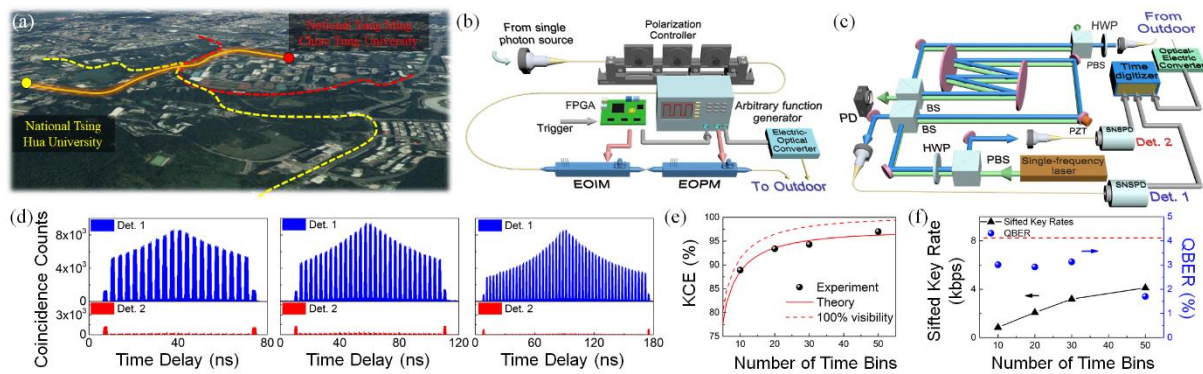 (a)
National Yang Ming
Chiao Tung University
National Tsing
Hua University
(b)
From single
photon source
Polarization
Controller
FPGA
Trigger
Arbitrary function
generator
Electric-
Optical
Converter
EOIM
EOPM
To Outdoor
(c)
HWP
From
Outdoor
PBS
Optical-
Electric
Converter
Time
digitizer
BS
PD
BS
PZT
SNSPD
Det. 2
HWP
PBS
Single-frequency
laser
SNSPD
Det. 1
(d)
Coincidence Counts
8x10³
4x10³
0
3x10³
0
Det. 1
Det. 2
0 40 80
Time Delay (ns)
Det. 1
Det. 2
0 60 120
Time Delay (ns)
Det. 1
Det. 2
0 60 120 180
Time Delay (ns)
(e)
KCE (%)
100
95
90
85
80
75
Experiment
Theory
100% visibility
10 20 30 40 50
Number of Time Bins
(f)
Sifted Key Rates
QBER
Sifted Key Rate
(kbps)
8
4
0
QBER (%)
5
4
3
2
1
0
10 20 30 40 50
Number of Time Bins